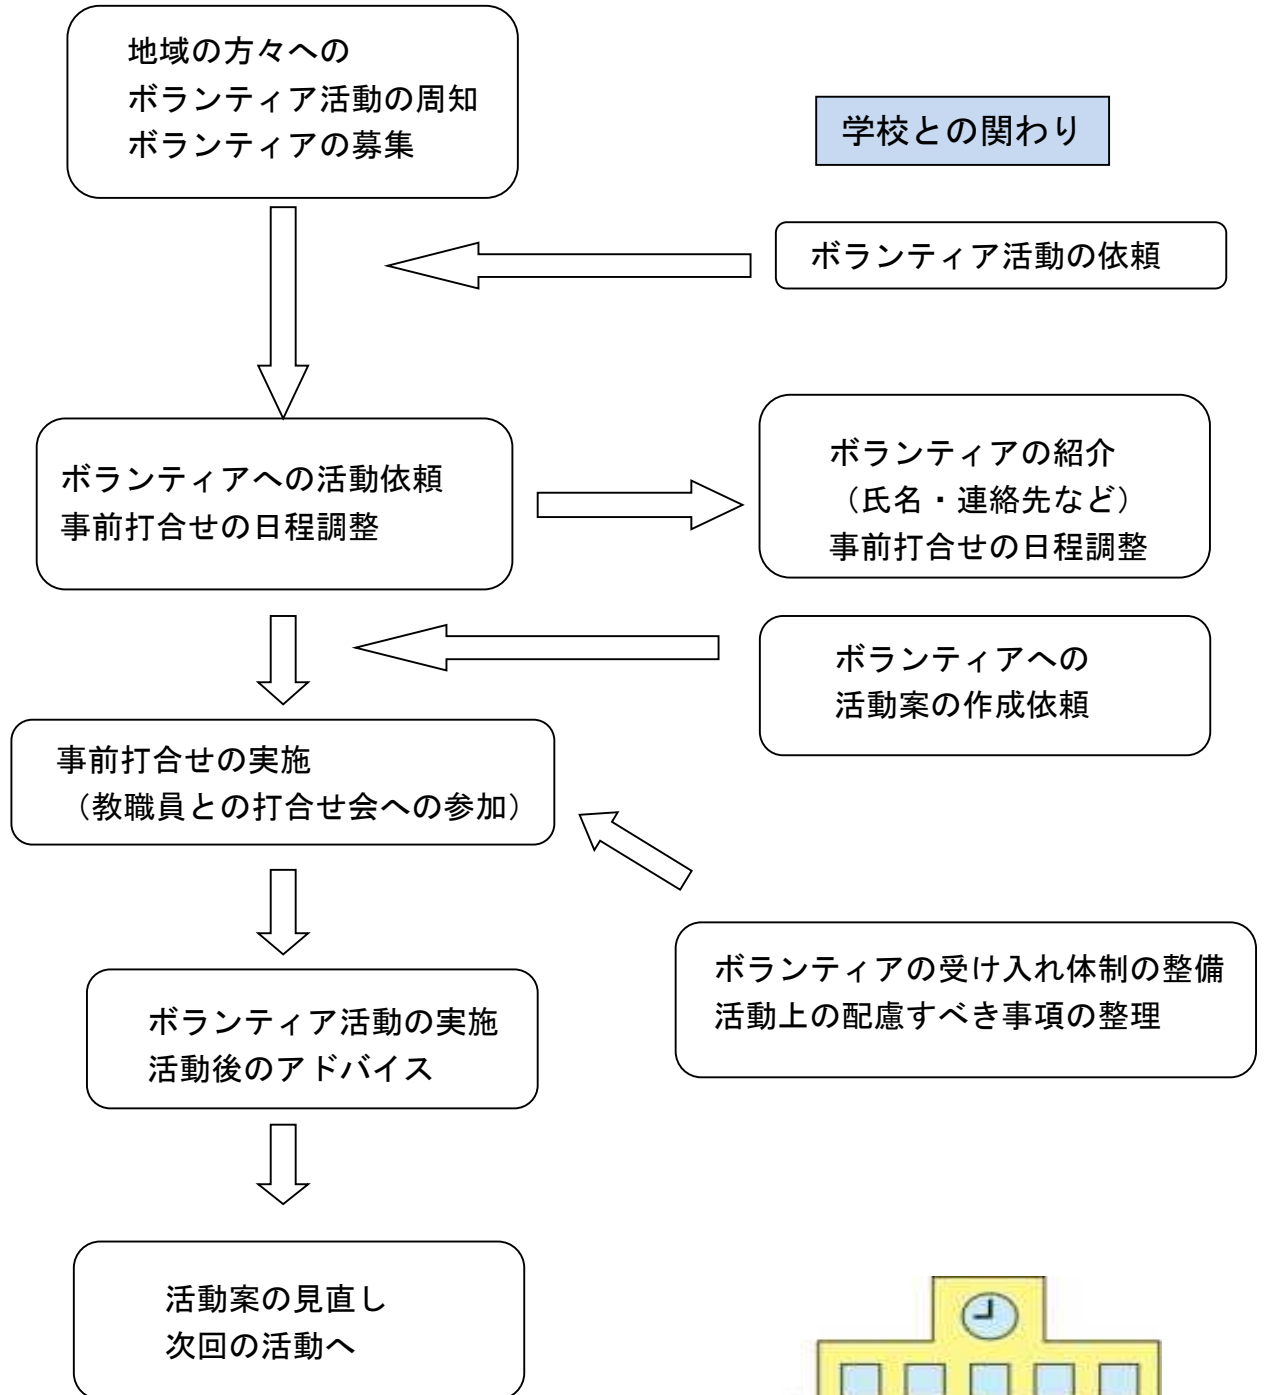 地域の方々への
ボランティア活動の周知
ボランティアの募集
学校との関わり
ボランティア活動の依頼
ボランティアへの活動依頼
事前打合せの日程調整
ボランティアの紹介
（氏名・連絡先など）
事前打合せの日程調整
ボランティアへの
活動案の作成依頼
事前打合せの実施
（教職員との打合せ会への参加）
ボランティアの受け入れ体制の整備
活動上の配慮すべき事項の整理
ボランティア活動の実施
活動後のアドバイス
活動案の見直し
次回の活動へ